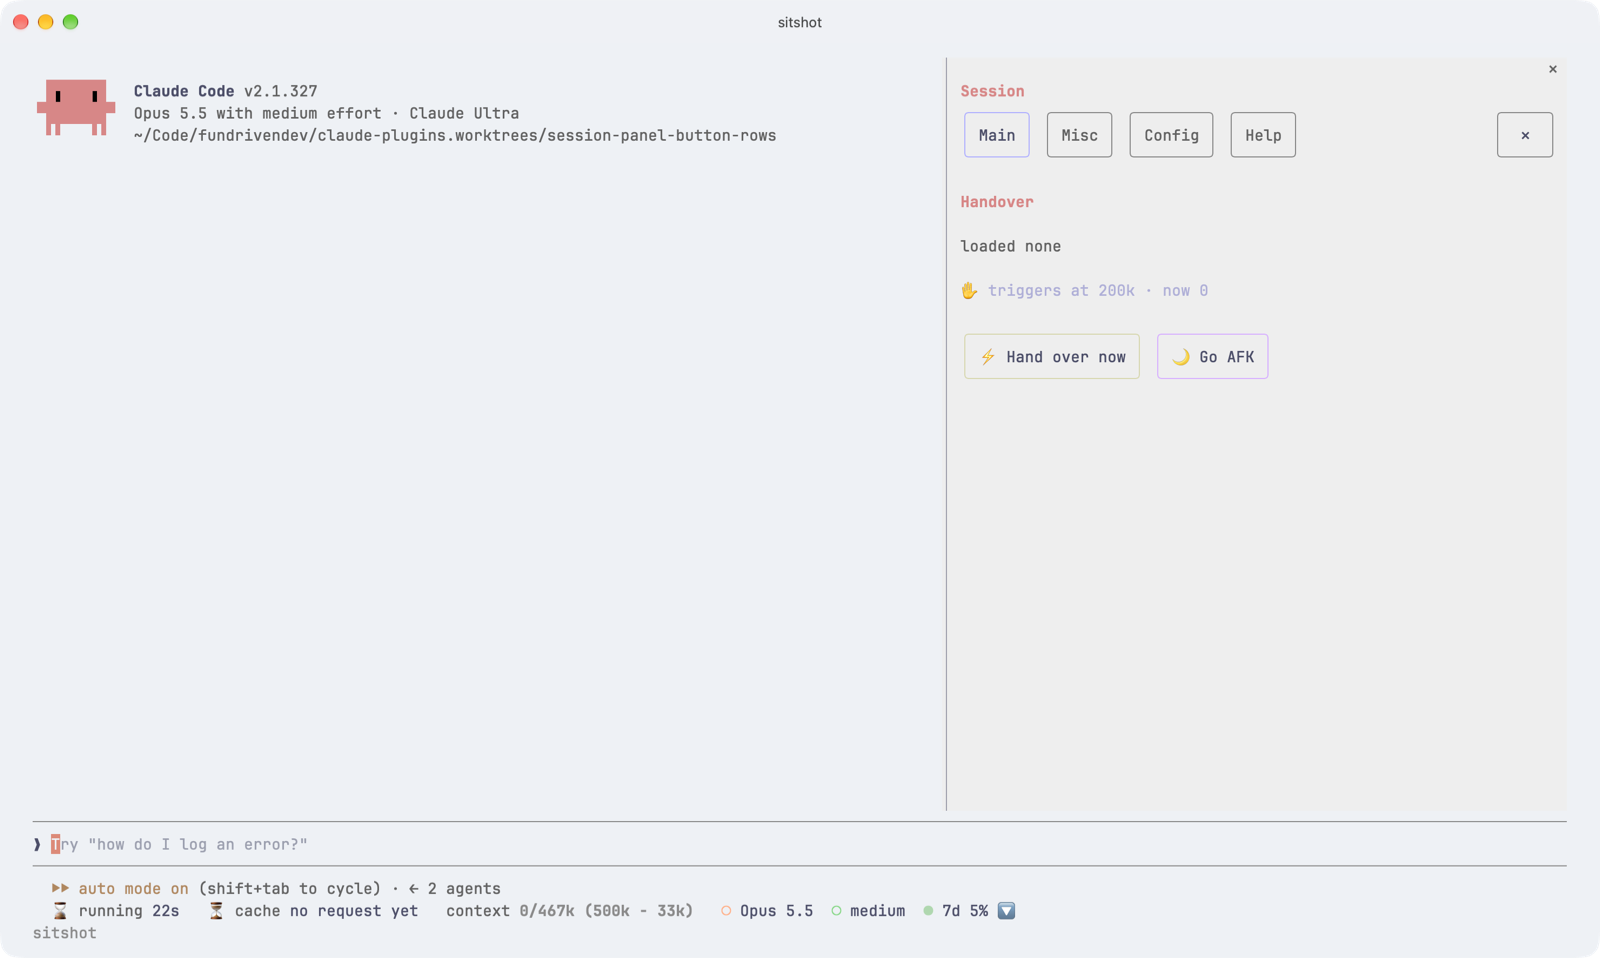 sitshot
Claude Code v2.1.327
Opus 5.5 with medium effort · Claude Ultra
~/Code/fundrivendev/claude-plugins.worktrees/session-panel-button-rows
×
Session
Main Misc Config Help ×
Handover
loaded none
✋ triggers at 200k · now 0
⚡ Hand over now 🌙 Go AFK
❯ Try "how do I log an error?"
⏵⏵ auto mode on (shift+tab to cycle) · ← 2 agents
⌛ running 22s ⏳ cache no request yet context 0/467k (500k - 33k) ○ Opus 5.5 ○ medium ● 7d 5% 🔽
sitshot